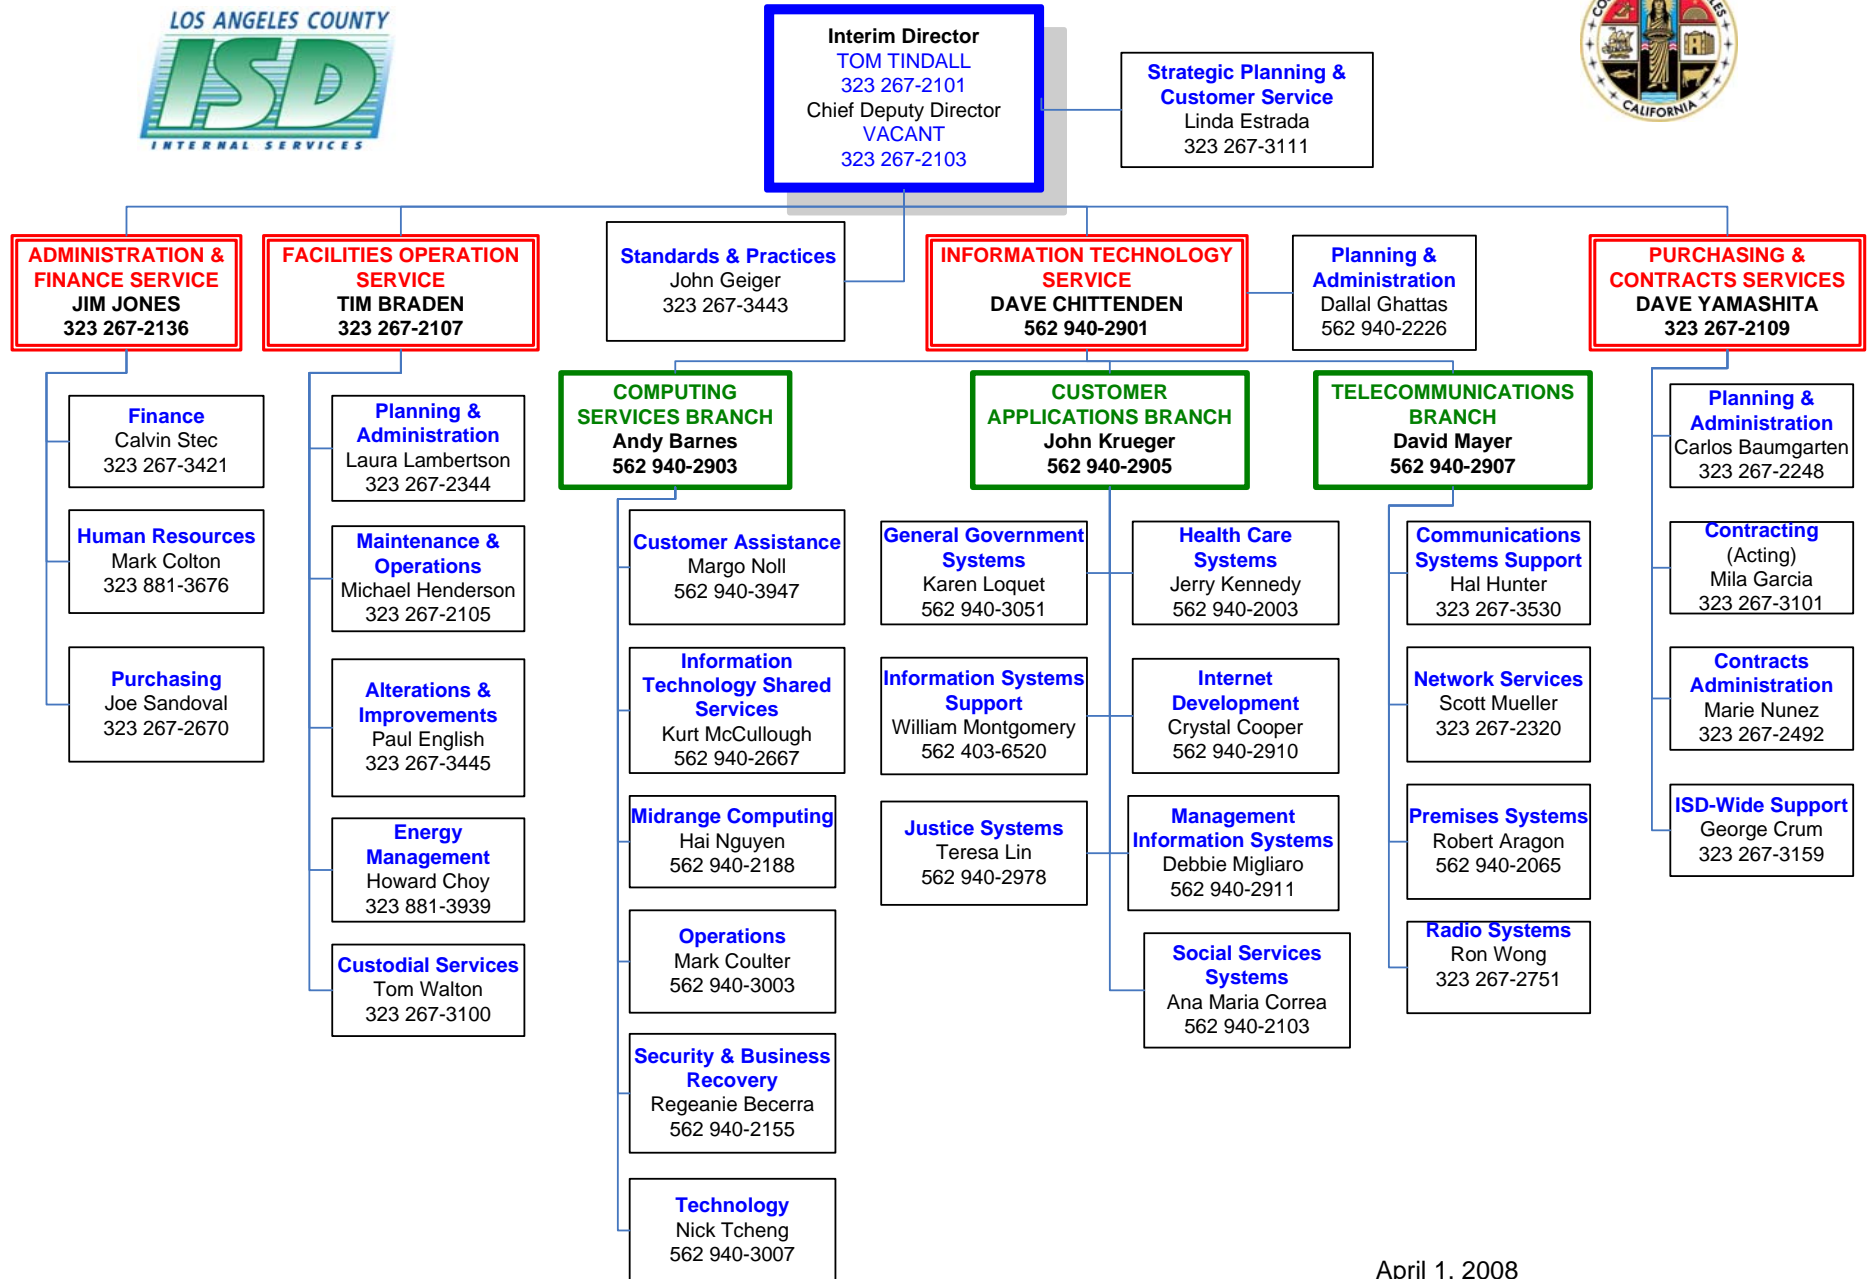 LOS ANGELES COUNTY
ISD
INTERNAL SERVICES
Interim Director
TOM TINDALL
323 267-2101
Chief Deputy Director
VACANT
323 267-2103
Strategic Planning &
Customer Service
Linda Estrada
323 267-3111
CALIFORNIA
ADMINISTRATION &
FINANCE SERVICE
JIM JONES
323 267-2136
FACILITIES OPERATION
SERVICE
TIM BRADEN
323 267-2107
Standards & Practices
John Geiger
323 267-3443
INFORMATION TECHNOLOGY
SERVICE
DAVE CHITTENDEN
562 940-2901
Planning &
Administration
Dallal Ghattas
562 940-2226
PURCHASING &
CONTRACTS SERVICES
DAVE YAMASHITA
323 267-2109
Finance
Calvin Stec
323 267-3421
Human Resources
Mark Colton
323 881-3676
Purchasing
Joe Sandoval
323 267-2670
Planning &
Administration
Laura Lambertson
323 267-2344
Maintenance &
Operations
Michael Henderson
323 267-2105
Alterations &
Improvements
Paul English
323 267-3445
Energy
Management
Howard Choy
323 881-3939
Custodial Services
Tom Walton
323 267-3100
COMPUTING
SERVICES BRANCH
Andy Barnes
562 940-2903
Customer Assistance
Margo Noll
562 940-3947
Information
Technology Shared
Services
Kurt McCullough
562 940-2667
Midrange Computing
Hai Nguyen
562 940-2188
Operations
Mark Coulter
562 940-3003
Security & Business
Recovery
Regeanie Becerra
562 940-2155
Technology
Nick Tcheng
562 940-3007
CUSTOMER
APPLICATIONS BRANCH
John Krueger
562 940-2905
General Government
Systems
Karen Loquet
562 940-3051
Health Care
Systems
Jerry Kennedy
562 940-2003
Information Systems
Support
William Montgomery
562 403-6520
Internet
Development
Crystal Cooper
562 940-2910
Justice Systems
Teresa Lin
562 940-2978
Management
Information Systems
Debbie Migliaro
562 940-2911
Social Services
Systems
Ana Maria Correa
562 940-2103
TELECOMMUNICATIONS
BRANCH
David Mayer
562 940-2907
Communications
Systems Support
Hal Hunter
323 267-3530
Network Services
Scott Mueller
323 267-2320
Premises Systems
Robert Aragon
562 940-2065
Radio Systems
Ron Wong
323 267-2751
Planning &
Administration
Carlos Baumgarten
323 267-2248
Contracting
(Acting)
Mila Garcia
323 267-3101
Contracts
Administration
Marie Nunez
323 267-2492
ISD-Wide Support
George Crum
323 267-3159
April 1, 2008